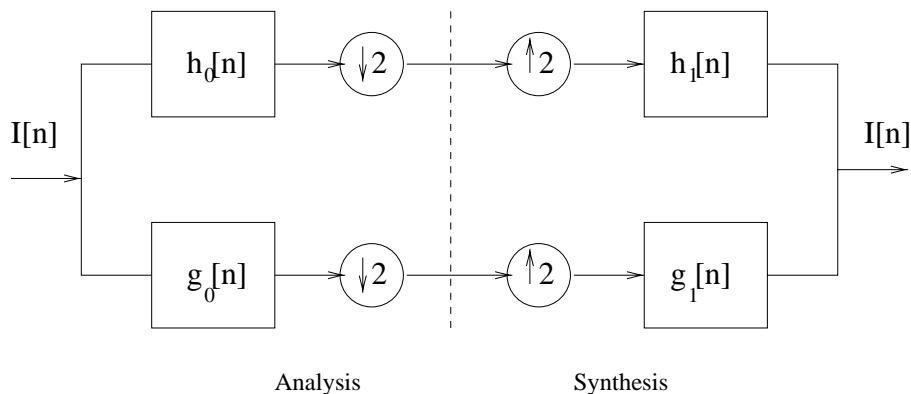 h₀[n]
↓2
↑2
h₁[n]
I[n]
I[n]
g₀[n]
↓2
↑2
g₁[n]
Analysis
Synthesis